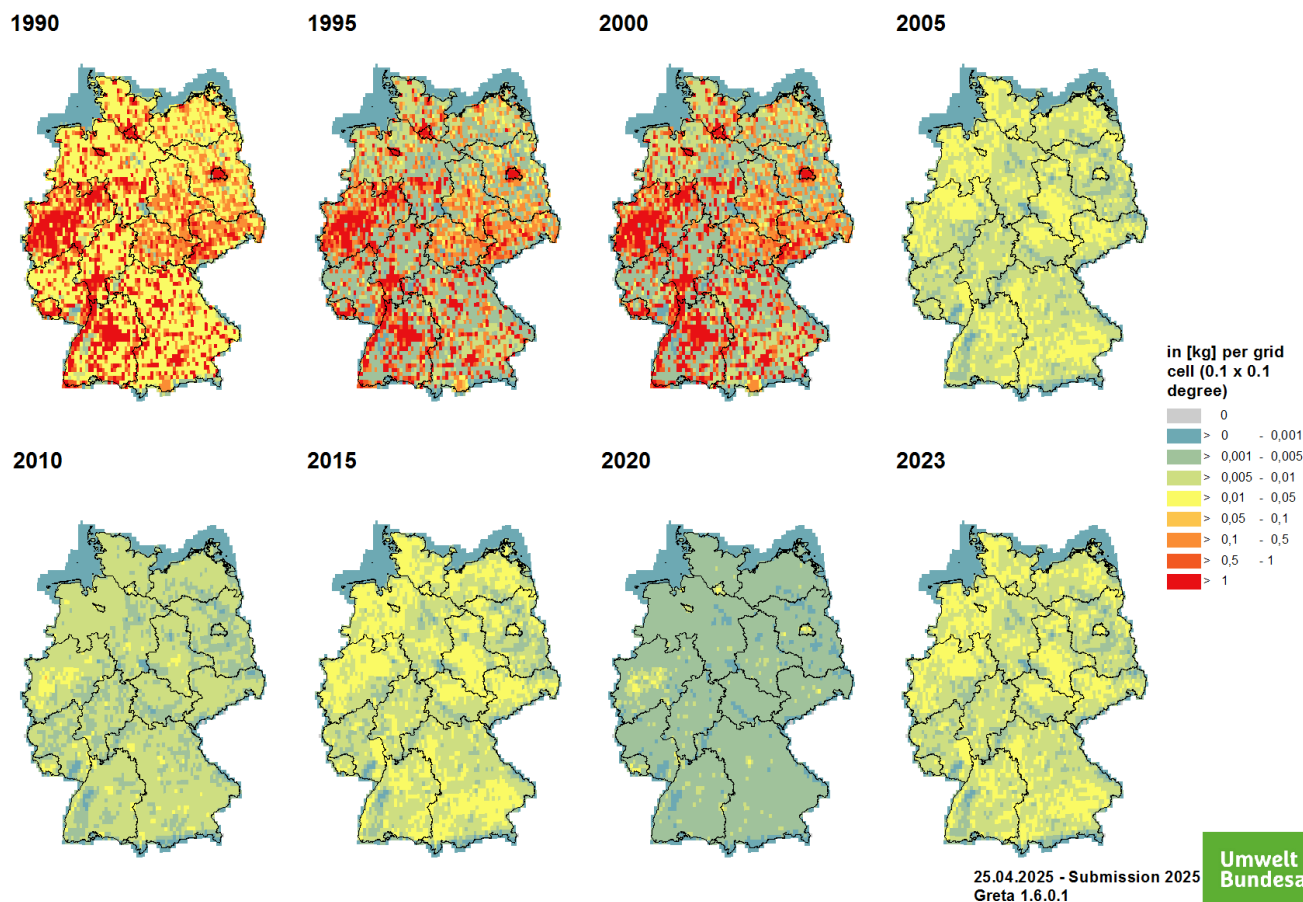 1990
1995
2000
2005
in [kg] per grid
cell (0.1 x 0.1
degree)
0
> 0 - 0,001
> 0,001 - 0,005
> 0,005 - 0,01
> 0,01 - 0,05
> 0,05 - 0,1
> 0,1 - 0,5
> 0,5 - 1
> 1
2010
2015
2020
2023
25.04.2025 - Submission 2025
Greta 1.6.0.1
Umwelt
Bundesa